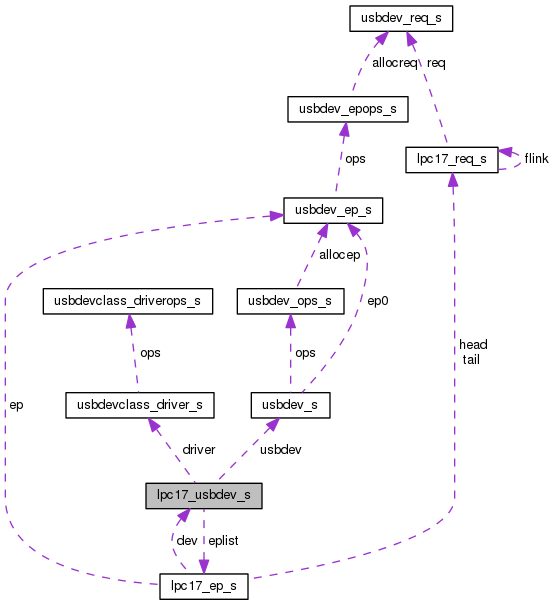 usbdev_req_s
allocreq
req
usbdev_epops_s
lpc17_req_s
flink
ops
usbdev_ep_s
allocep
usbdevclass_driverops_s
usbdev_ops_s
ep0
ops
ops
head
tail
ep
usbdevclass_driver_s
usbdev_s
driver
usbdev
lpc17_usbdev_s
dev
eplist
lpc17_ep_s